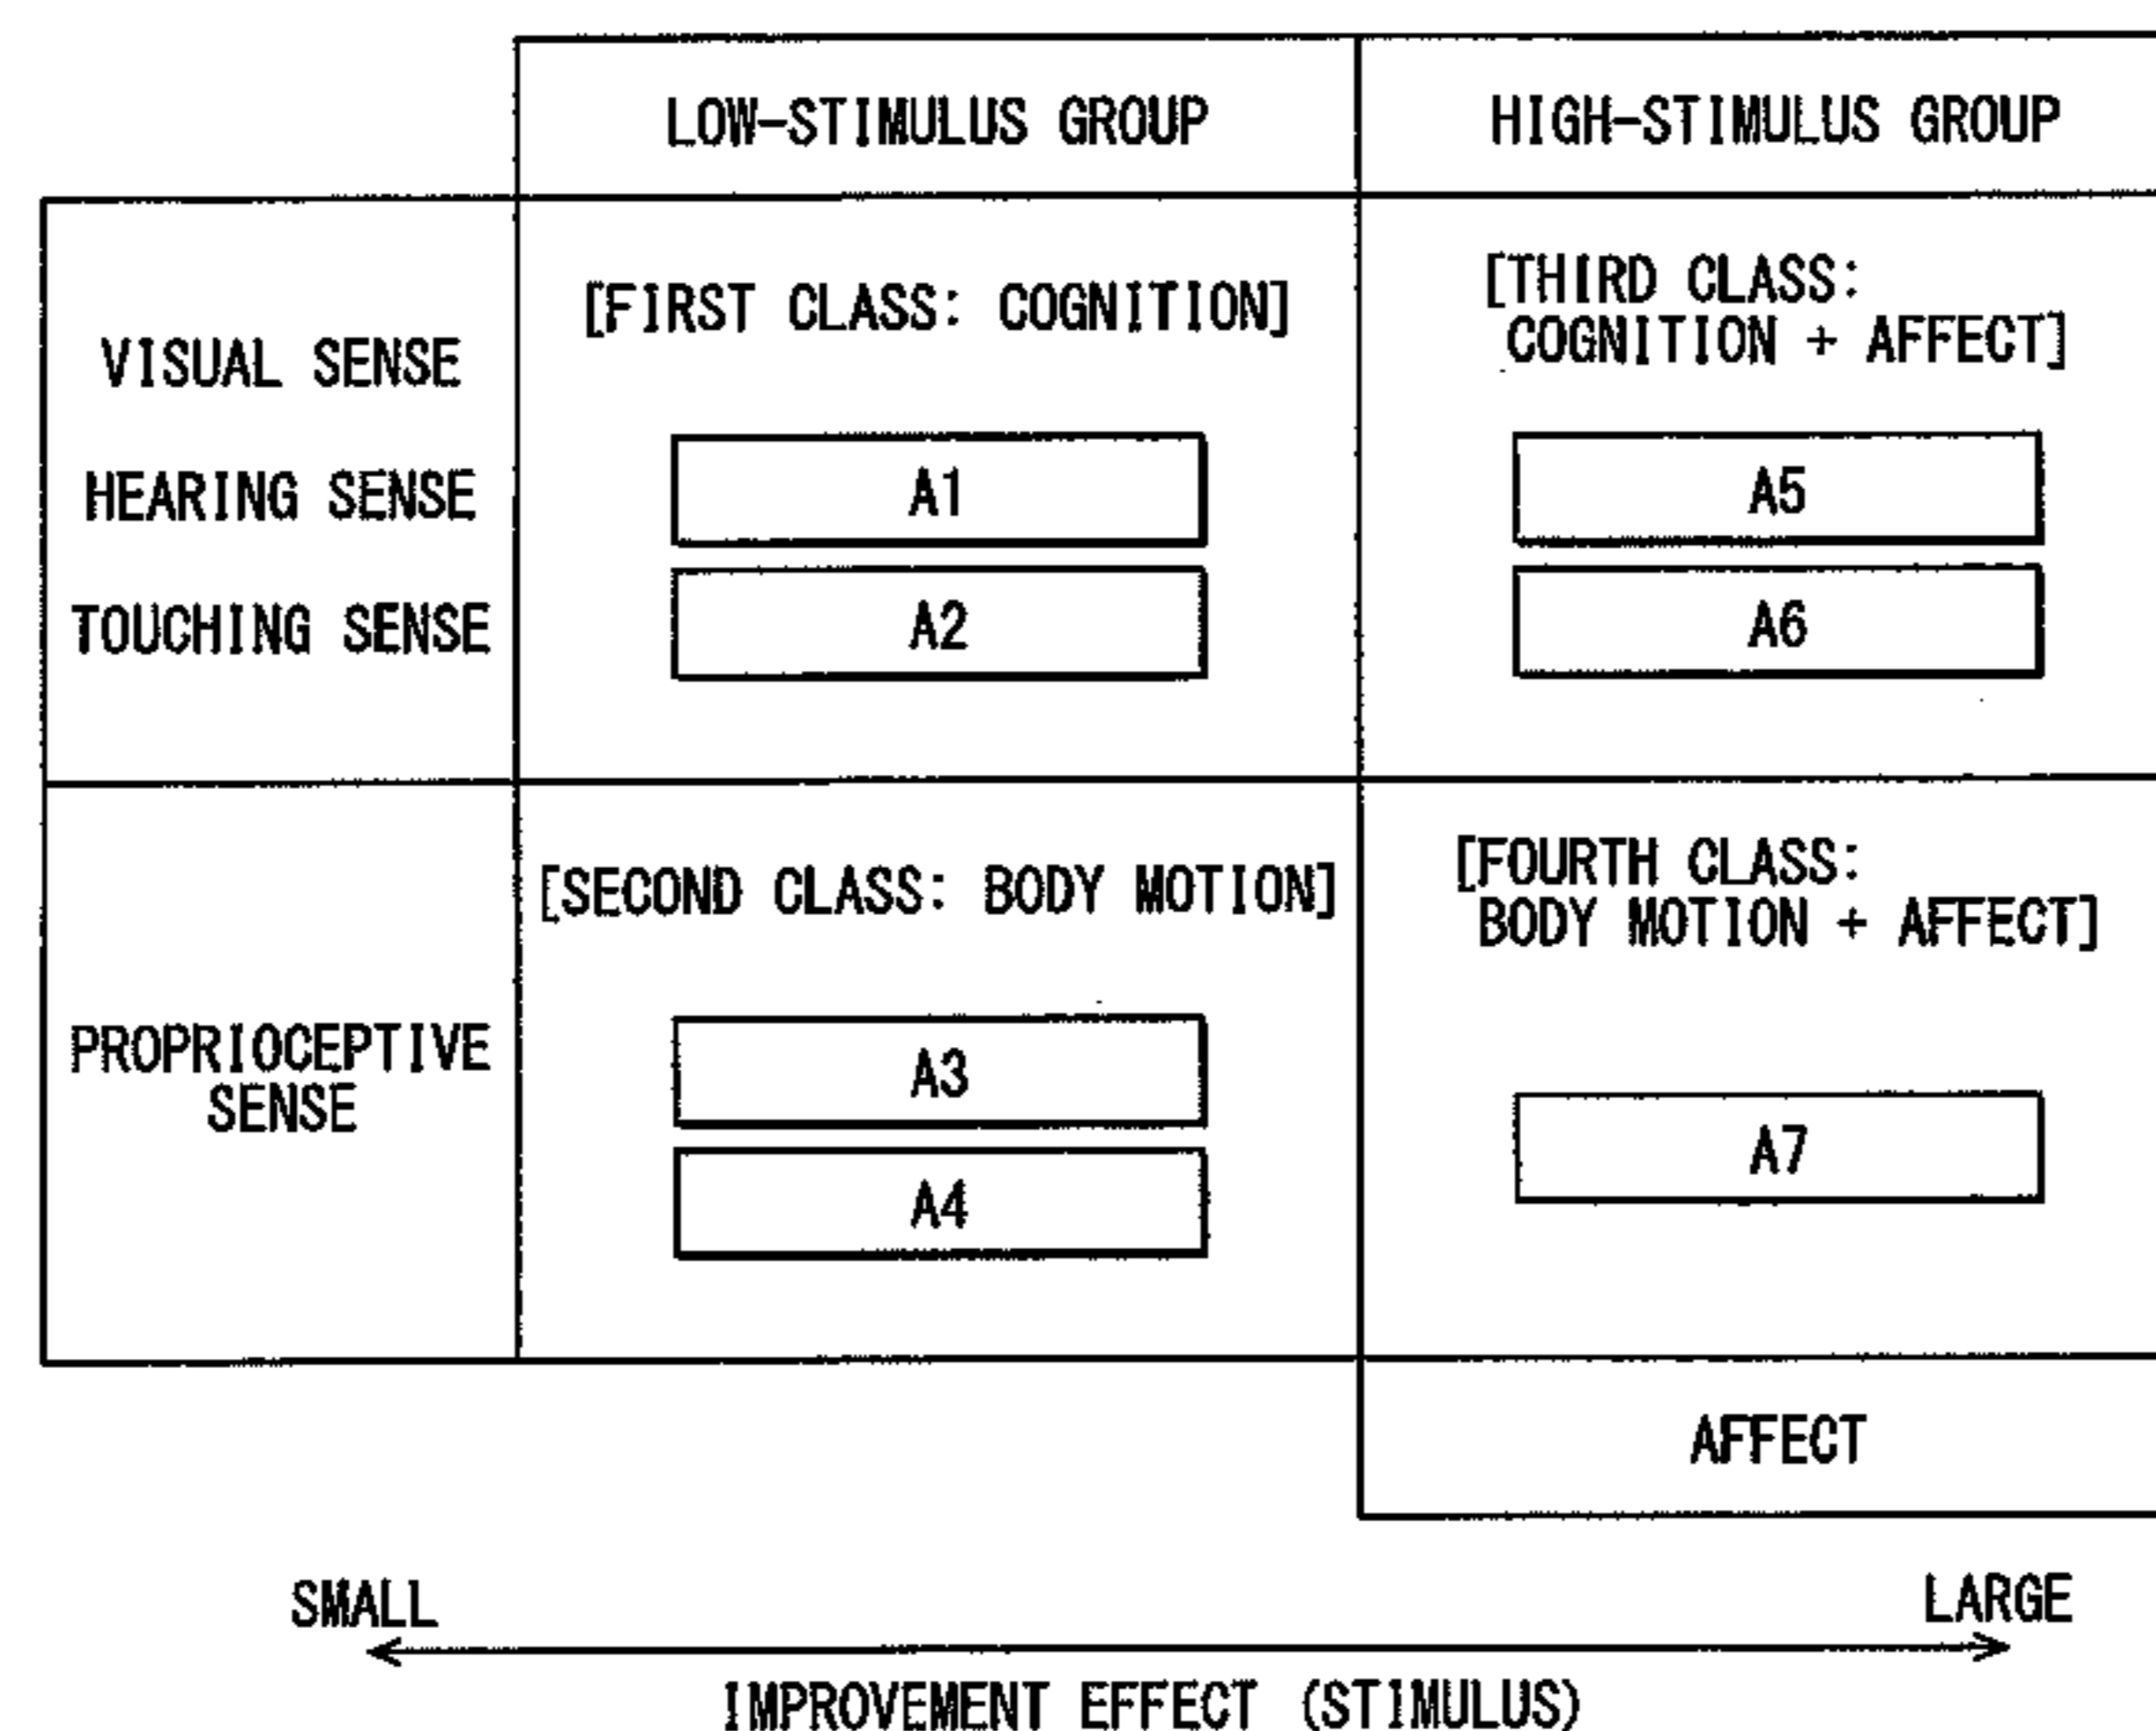 LOW-STIMULUS GROUP
HIGH-STIMULUS GROUP
VISUAL SENSE
HEARING SENSE
TOUCHING SENSE
[FIRST CLASS: COGNITION]
A1
A2
[THIRD CLASS:
COGNITION + AFFECT]
A5
A6
PROPRIOCEPTIVE
SENSE
[SECOND CLASS: BODY MOTION]
A3
A4
[FOURTH CLASS:
BODY MOTION + AFFECT]
A7
AFFECT
SMALL
LARGE
IMPROVEMENT EFFECT (STIMULUS)